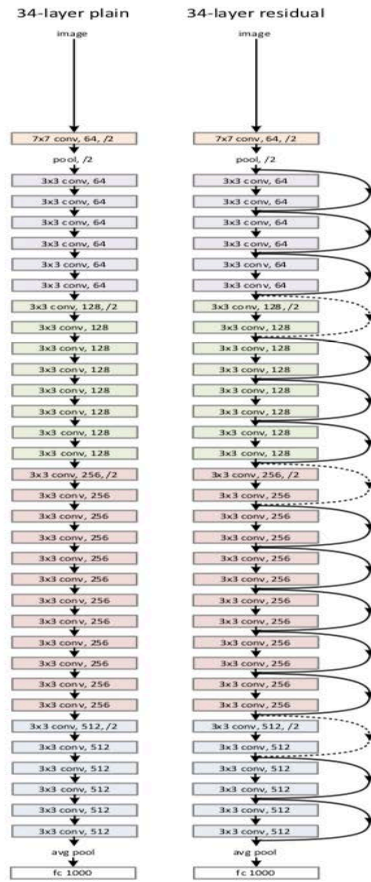 34-layer plain
image
7x7 conv, 64, /2
pool, /2
3x3 conv, 64
3x3 conv, 64
3x3 conv, 64
3x3 conv, 64
3x3 conv, 64
3x3 conv, 64
3x3 conv, 128, /2
3x3 conv, 128
3x3 conv, 128
3x3 conv, 128
3x3 conv, 128
3x3 conv, 128
3x3 conv, 128
3x3 conv, 128
3x3 conv, 256, /2
3x3 conv, 256
3x3 conv, 256
3x3 conv, 256
3x3 conv, 256
3x3 conv, 256
3x3 conv, 256
3x3 conv, 256
3x3 conv, 256
3x3 conv, 256
3x3 conv, 256
3x3 conv, 256
3x3 conv, 512, /2
3x3 conv, 512
3x3 conv, 512
3x3 conv, 512
3x3 conv, 512
3x3 conv, 512
avg pool
fc 1000
34-layer residual
image
7x7 conv, 64, /2
pool, /2
3x3 conv, 64
3x3 conv, 64
3x3 conv, 64
3x3 conv, 64
3x3 conv, 64
3x3 conv, 64
3x3 conv, 128, /2
3x3 conv, 128
3x3 conv, 128
3x3 conv, 128
3x3 conv, 128
3x3 conv, 128
3x3 conv, 128
3x3 conv, 128
3x3 conv, 256, /2
3x3 conv, 256
3x3 conv, 256
3x3 conv, 256
3x3 conv, 256
3x3 conv, 256
3x3 conv, 256
3x3 conv, 256
3x3 conv, 256
3x3 conv, 256
3x3 conv, 256
3x3 conv, 256
3x3 conv, 512, /2
3x3 conv, 512
3x3 conv, 512
3x3 conv, 512
3x3 conv, 512
3x3 conv, 512
avg pool
fc 1000